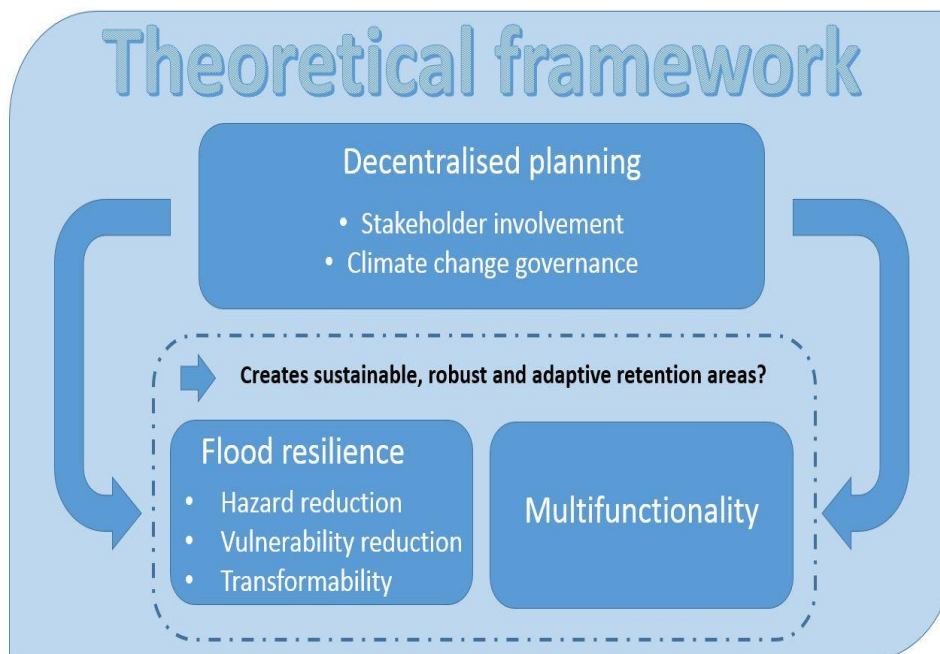 Theoretical framework
Decentralised planning
• Stakeholder involvement
• Climate change governance
Creates sustainable, robust and adaptive retention areas?
Flood resilience
• Hazard reduction
• Vulnerability reduction
• Transformability
Multifunctionality